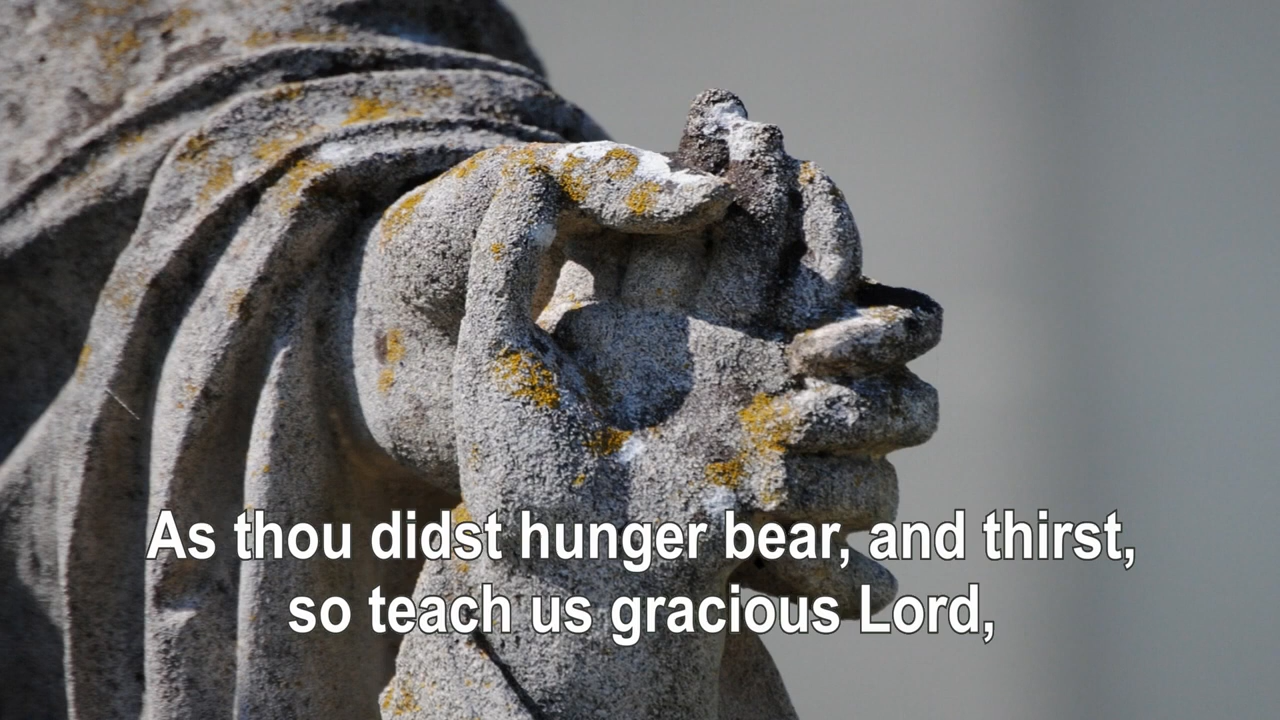 As thou didst hunger bear, and thirst,
so teach us gracious Lord,